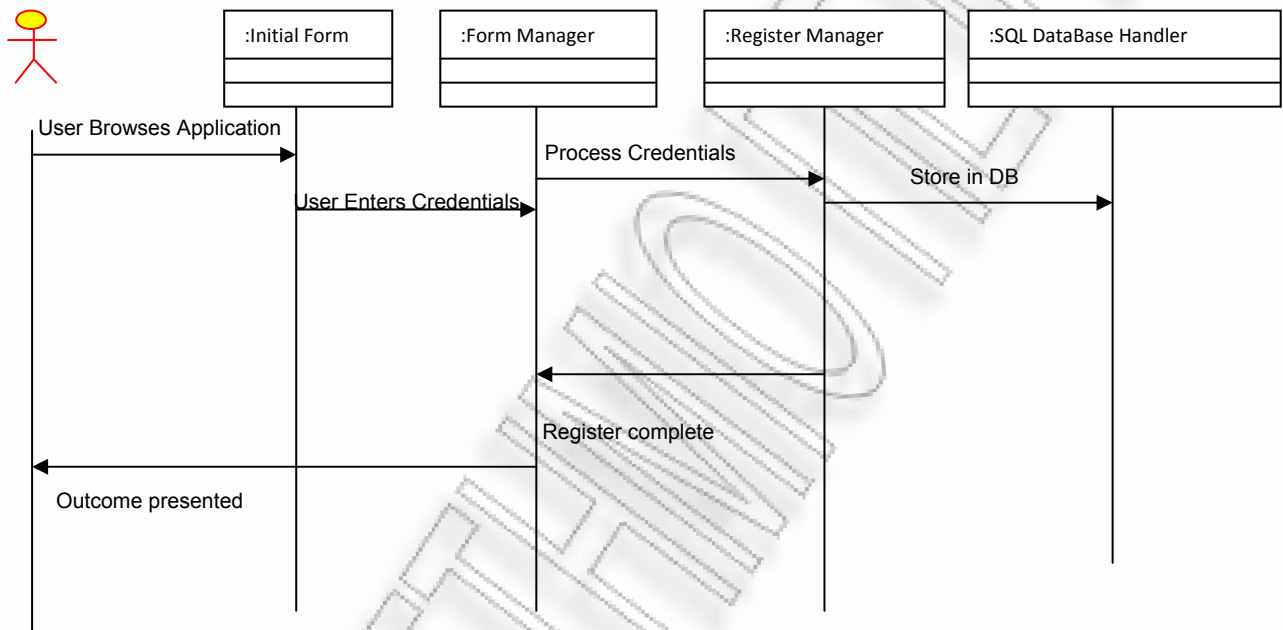 :Initial Form
:Form Manager
:Register Manager
:SQL DataBase Handler
User Browses Application
Process Credentials
Store in DB
User Enters Credentials
Register complete
Outcome presented